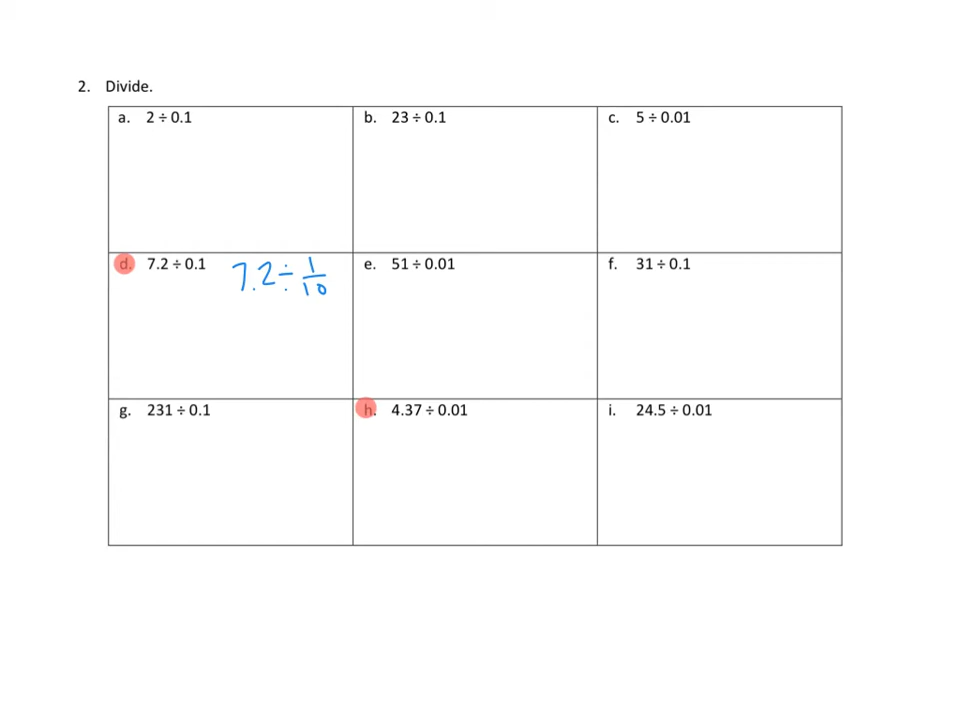 2. Divide.
a. 2 ÷ 0.1
b. 23 ÷ 0.1
c. 5 ÷ 0.01
d. 7.2 ÷ 0.1
7.2 ÷ 1/10
e. 51 ÷ 0.01
f. 31 ÷ 0.1
g. 231 ÷ 0.1
h. 4.37 ÷ 0.01
i. 24.5 ÷ 0.01